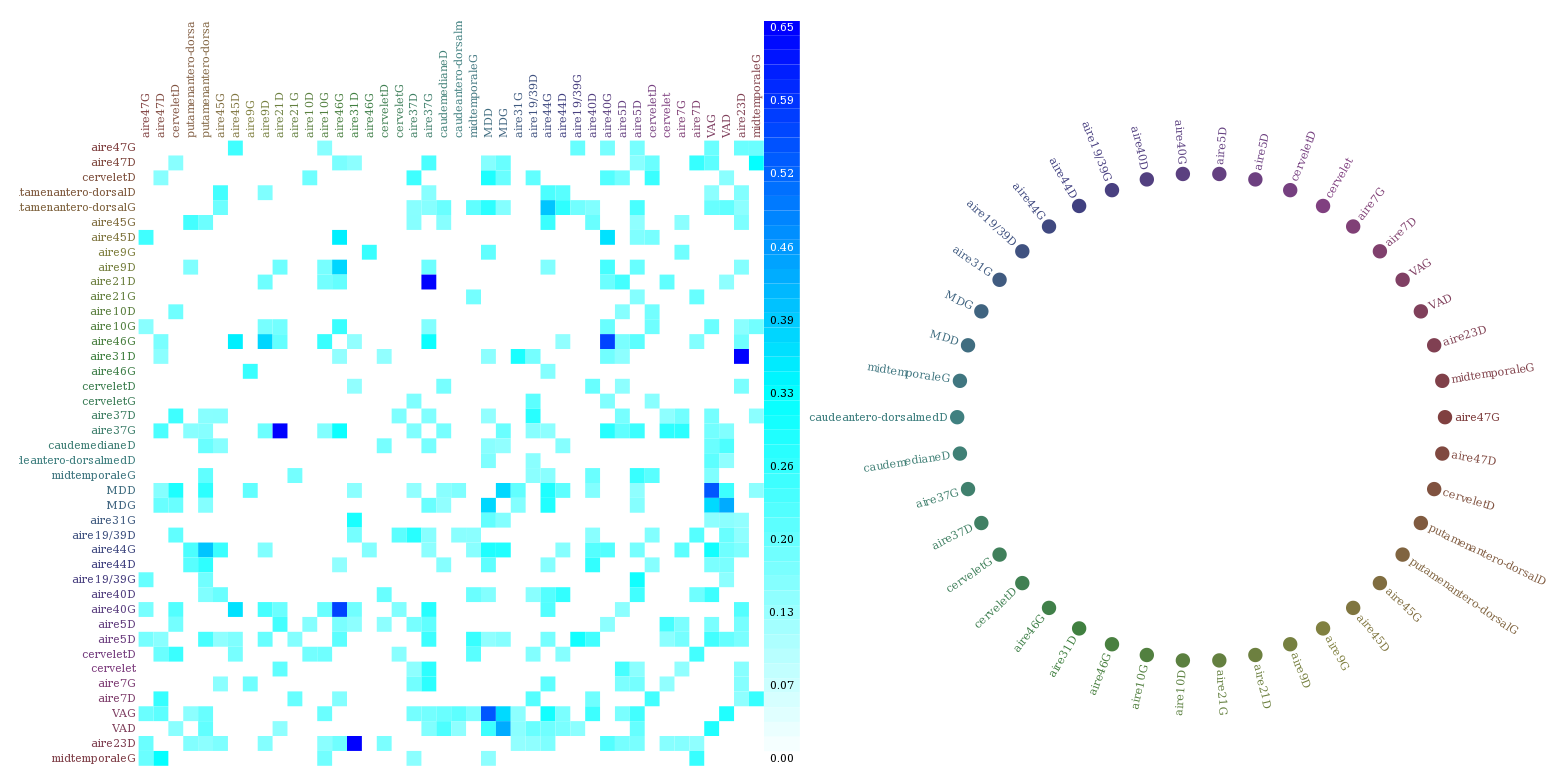 aire47G
aire47D
cerveletD
putamenantero-dorsa
putamenantero-dorsa
aire45G
aire45D
aire9G
aire9D
aire21D
aire21G
aire10D
aire10G
aire46G
aire31D
aire46G
cerveletD
cerveletG
aire37D
aire37G
caudemedianeD
caudeantero-dorsalm
midtemporaleG
MDD
MDG
aire31G
aire19/39D
aire44G
aire44D
aire19/39G
aire40D
aire40G
aire5D
aire5D
cerveletD
cervelet
aire7G
aire7D
VAG
VAD
aire23D
midtemporaleG
aire47G
aire47D
cerveletD
tamenantero-dorsalD
tamenantero-dorsalG
aire45G
aire45D
aire9G
aire9D
aire21D
aire21G
aire10D
aire10G
aire46G
aire31D
aire46G
cerveletD
cerveletG
aire37D
aire37G
caudemedianeD
leantero-dorsalmedD
midtemporaleG
MDD
MDG
aire31G
aire19/39D
aire44G
aire44D
aire19/39G
aire40D
aire40G
aire5D
aire5D
cerveletD
cervelet
aire7G
aire7D
VAG
VAD
aire23D
midtemporaleG
0.65
0.59
0.52
0.46
0.39
0.33
0.26
0.20
0.13
0.07
0.00
aire47G
aire47D
cerveletD
putamenantero-dorsalD
putamenantero-dorsalG
aire45G
aire45D
aire9G
aire9D
aire21D
aire21G
aire10D
aire10G
aire46G
aire31D
aire46G
cerveletD
cerveletG
aire37D
aire37G
caudemedianeD
caudeantero-dorsalmedD
midtemporaleG
MDD
MDG
aire31G
aire19/39D
aire44G
aire44D
aire19/39G
aire40D
aire40G
aire5D
aire5D
cerveletD
cervelet
aire7G
aire7D
VAG
VAD
aire23D
midtemporaleG